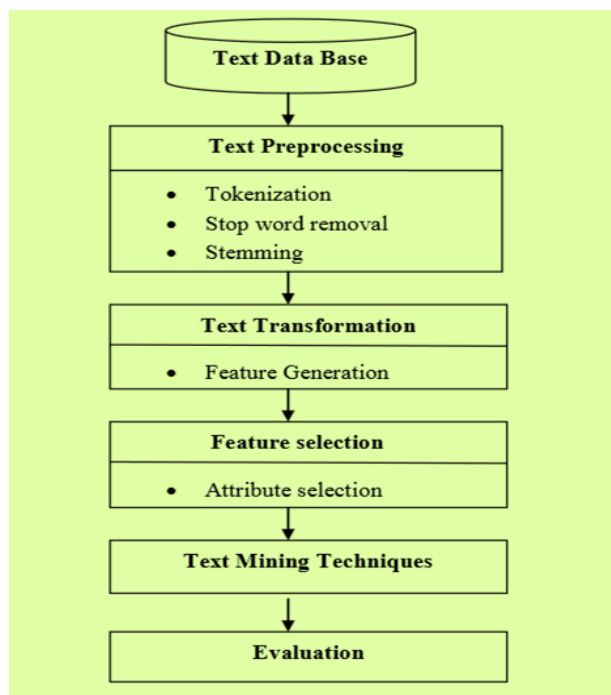 Text Data Base
Text Preprocessing
• Tokenization
• Stop word removal
• Stemming
Text Transformation
• Feature Generation
Feature selection
• Attribute selection
Text Mining Techniques
Evaluation